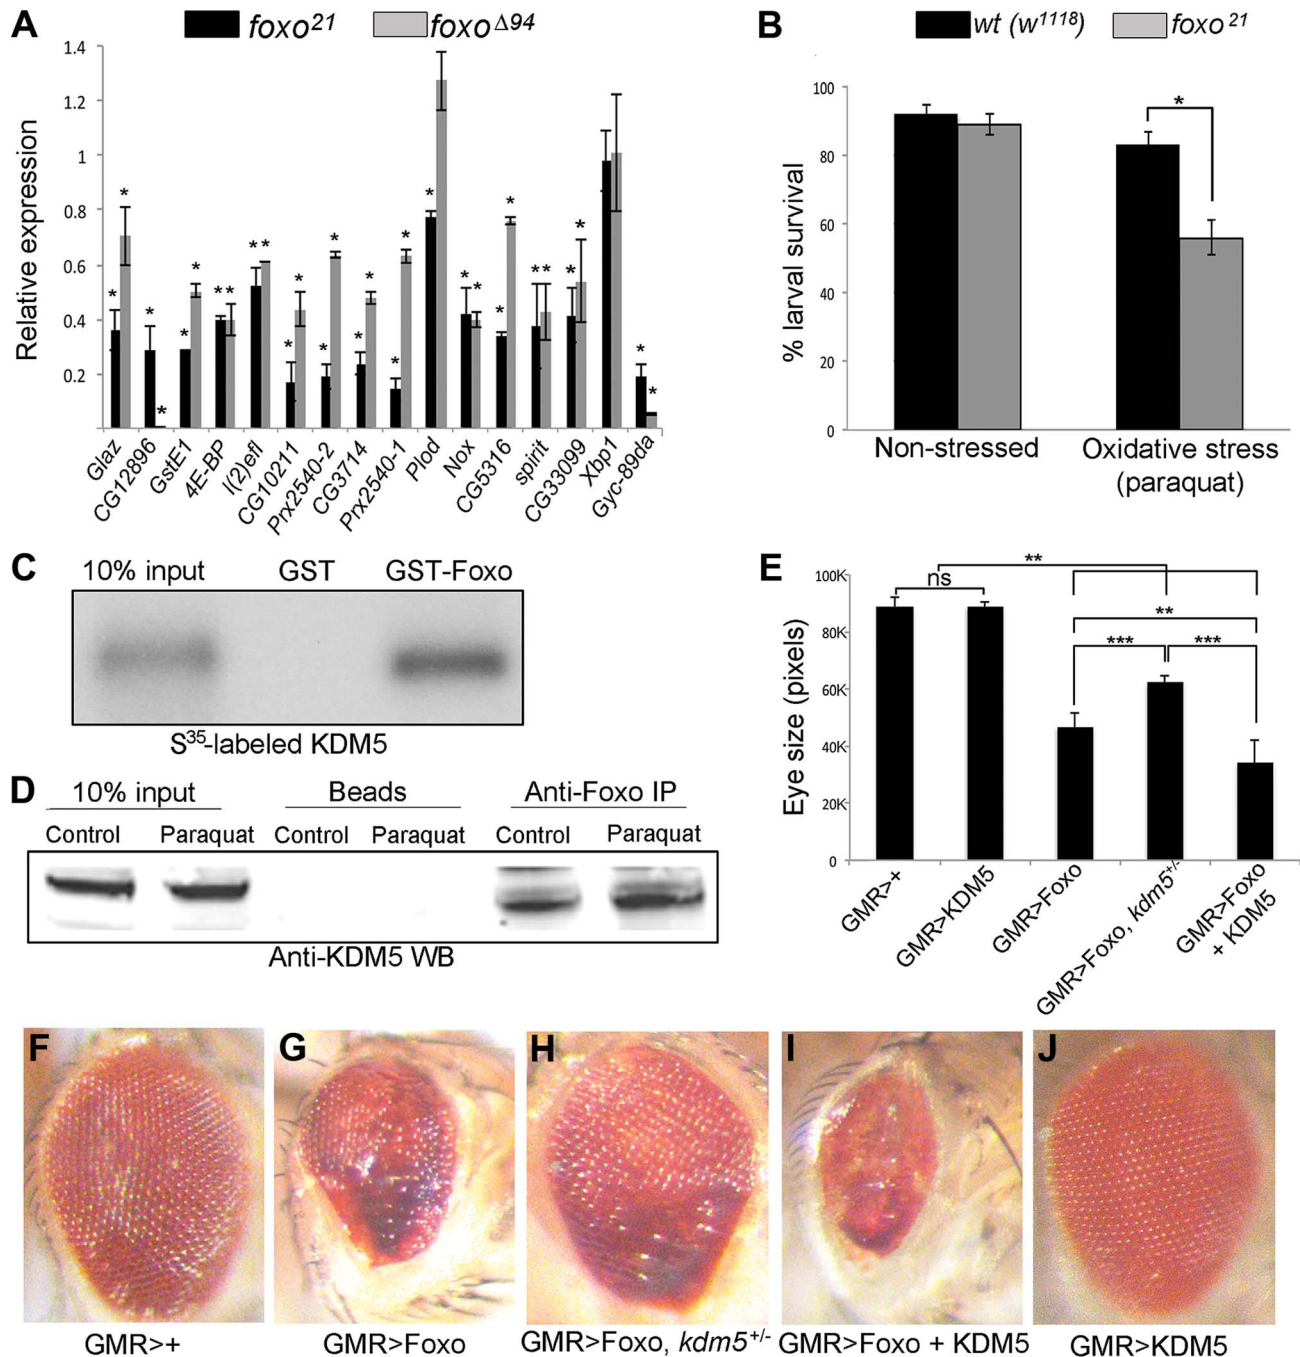 A
foxo²¹ foxo^Δ94
Relative expression
1.4
1.2
1
0.8
0.6
0.4
0.2
* * * * * * * * * * * * * * * * * * * * * * * * * * * * *
Glaz CG12896 GstE1 4E-BP l(2)efl CG10211 Prx2540-2 CG3714 Prx2540-1 Plod Nox CG5316 spirit CG33099 Xbp1 Gyc-89da
B
wt (w¹¹¹⁸) foxo²¹
% larval survival
100
80
60
40
20
0
*
Non-stressed Oxidative stress
(paraquat)
C
10% input GST GST-Foxo
S³⁵-labeled KDM5
D
10% input Beads Anti-Foxo IP
Control Paraquat Control Paraquat Control Paraquat
Anti-KDM5 WB
E
Eye size (pixels)
100K
80K
60K
40K
20K
0
**
ns
**
*** ***
GMR>+ GMR>KDM5 GMR>Foxo GMR>Foxo, kdm5⁺/⁻ GMR>Foxo
+ KDM5
F G H I J
GMR>+ GMR>Foxo GMR>Foxo, kdm5⁺/⁻ GMR>Foxo + KDM5 GMR>KDM5